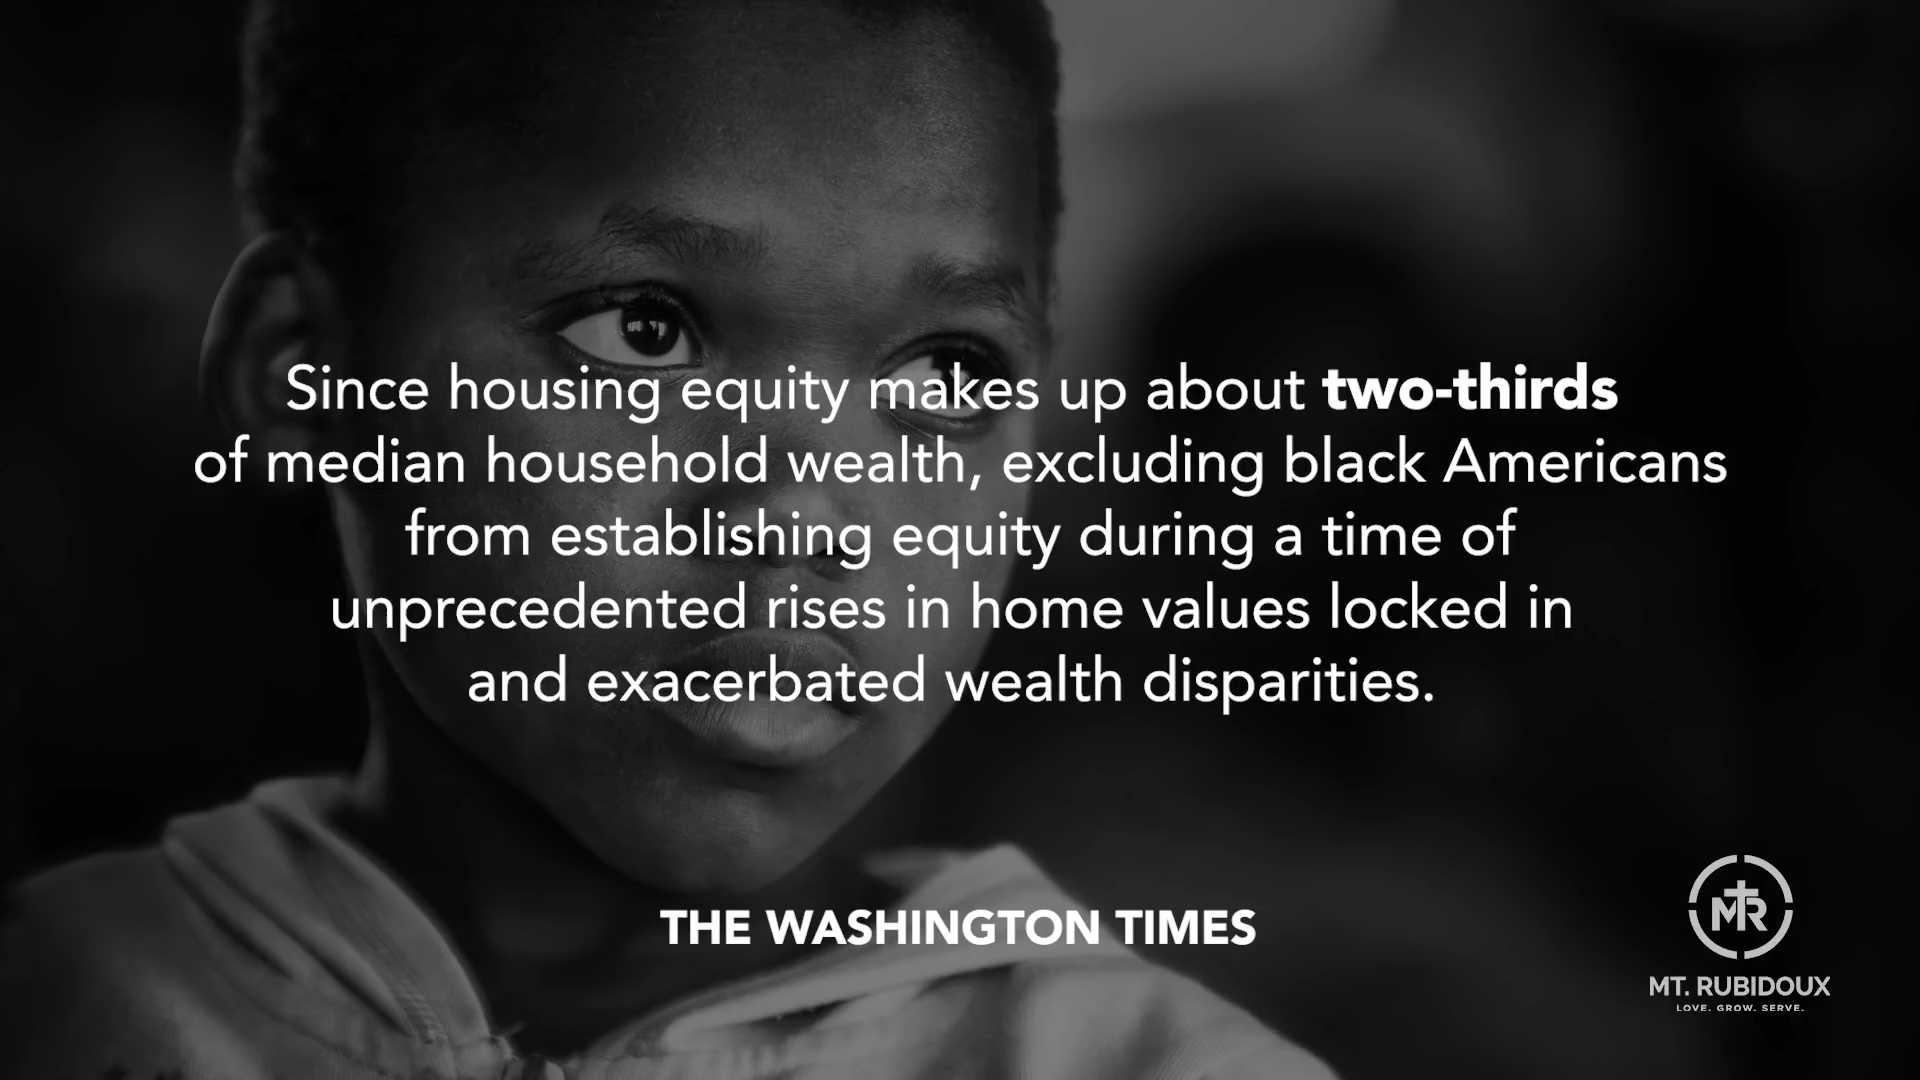 Since housing equity makes up about two-thirds
of median household wealth, excluding black Americans
from establishing equity during a time of
unprecedented rises in home values locked in
and exacerbated wealth disparities.
THE WASHINGTON TIMES
MR
MT. RUBIDOUX
LOVE. GROW. SERVE.